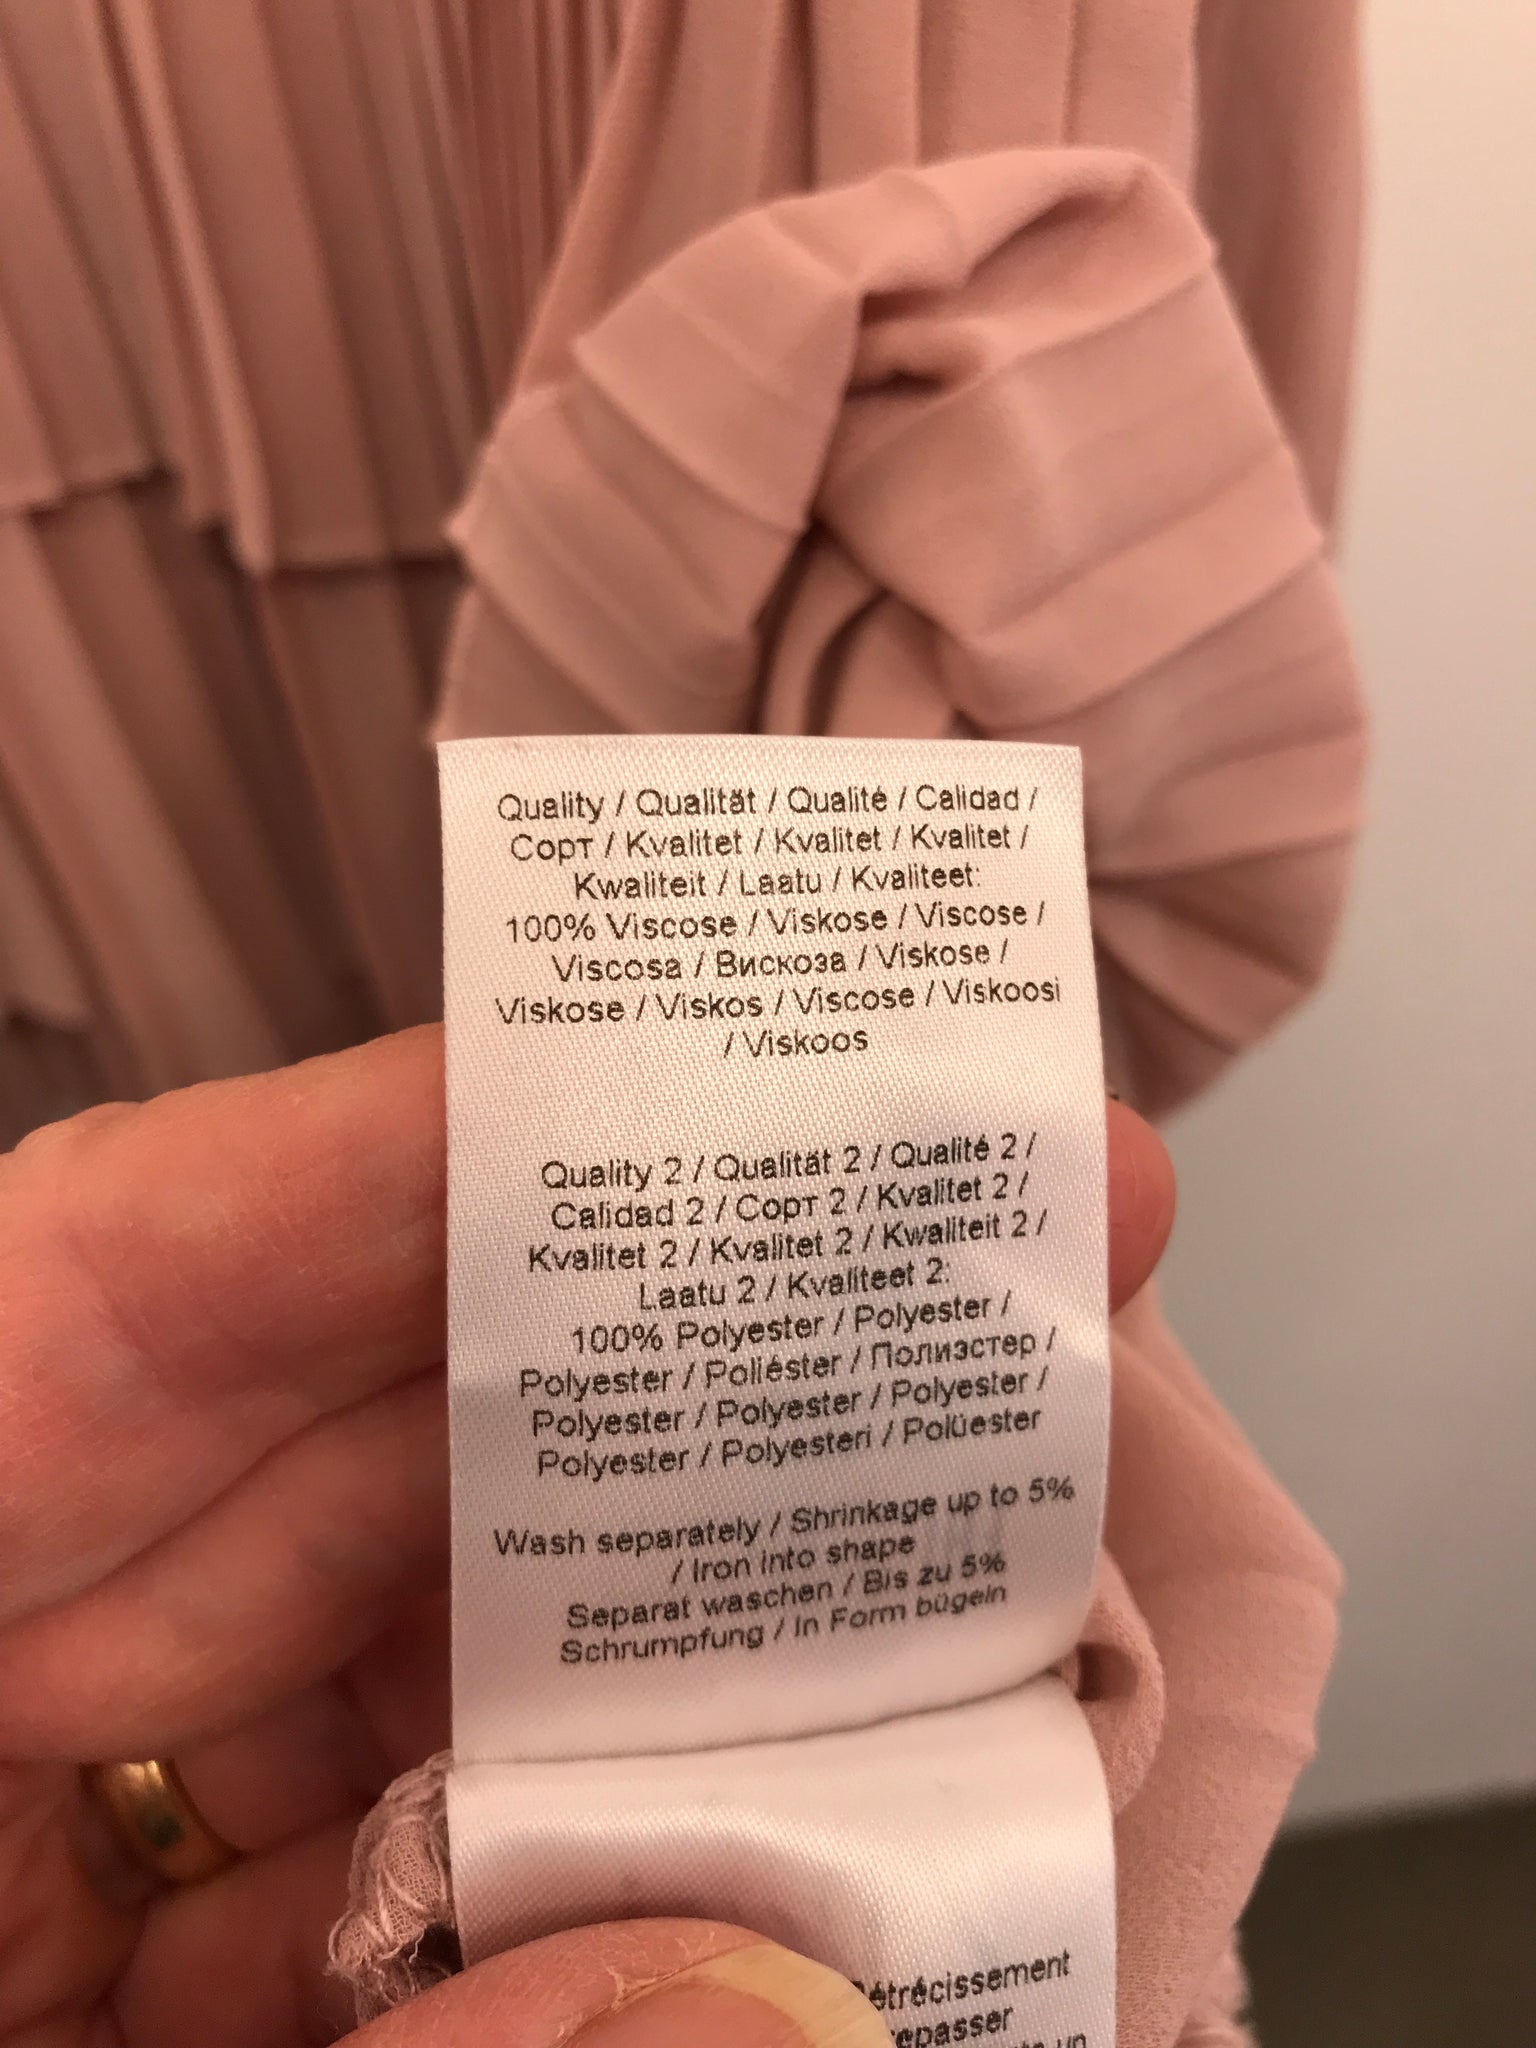 Quality / Qualität / Qualité / Calidad /
Сорт / Kvalitet / Kvalitet / Kvalitet /
Kwaliteit / Laatu / Kvaliteet:
100% Viscose / Viskose / Viscose /
Viscosa / Вискоза / Viskose /
Viskose / Viskos / Viscose / Viskoosi
/ Viskoos
Quality 2 / Qualität 2 / Qualité 2 /
Calidad 2 / Сорт 2 / Kvalitet 2 /
Kvalitet 2 / Kvalitet 2 / Kwaliteit 2 /
Laatu 2 / Kvaliteet 2:
100% Polyester / Polyester /
Polyester / Poliéster / Полиэстер /
Polyester / Polyester / Polyester /
Polyester / Polyesteri / Polüester
Wash separately / Shrinkage up to 5%
/ Iron into shape
Separat waschen / Bis zu 5%
Schrumpfung / In Form bügeln
étrécissement
epasser